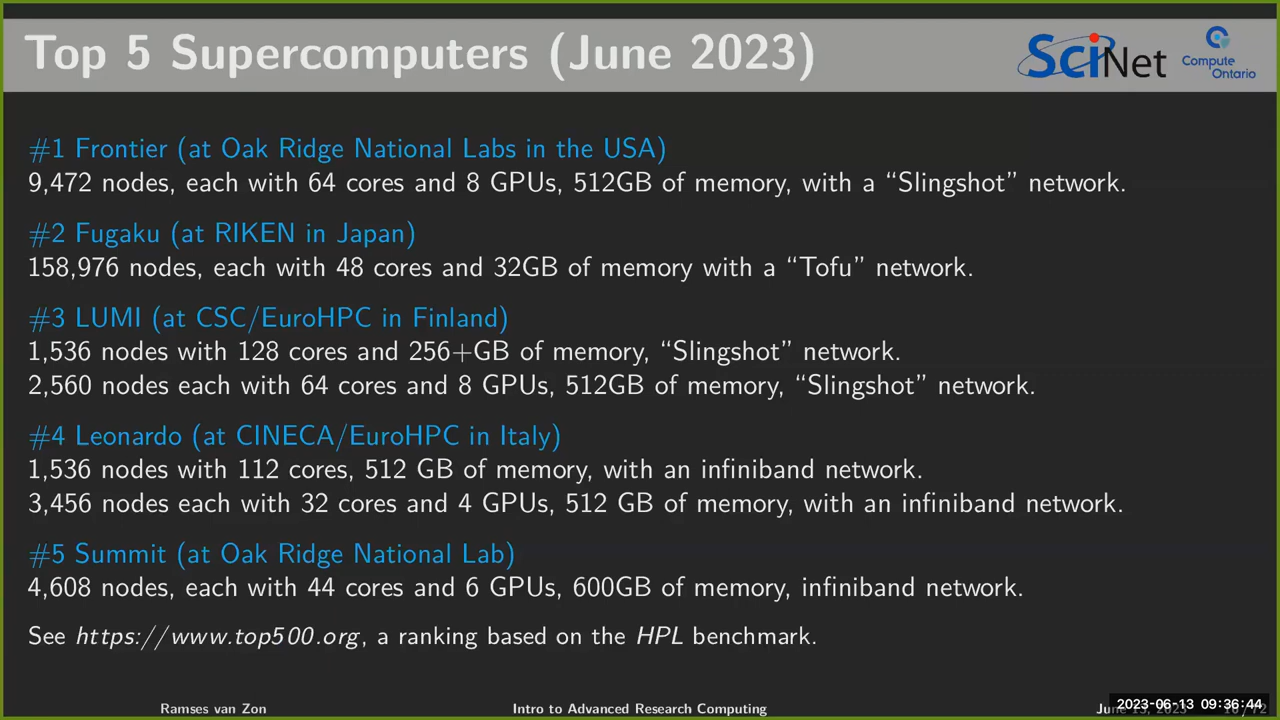 Top 5 Supercomputers (June 2023)
SciNet
Compute
Ontario
#1 Frontier (at Oak Ridge National Labs in the USA)
9,472 nodes, each with 64 cores and 8 GPUs, 512GB of memory, with a “Slingshot” network.
#2 Fugaku (at RIKEN in Japan)
158,976 nodes, each with 48 cores and 32GB of memory with a “Tofu” network.
#3 LUMI (at CSC/EuroHPC in Finland)
1,536 nodes with 128 cores and 256+GB of memory, “Slingshot” network.
2,560 nodes each with 64 cores and 8 GPUs, 512GB of memory, “Slingshot” network.
#4 Leonardo (at CINECA/EuroHPC in Italy)
1,536 nodes with 112 cores, 512 GB of memory, with an infiniband network.
3,456 nodes each with 32 cores and 4 GPUs, 512 GB of memory, with an infiniband network.
#5 Summit (at Oak Ridge National Lab)
4,608 nodes, each with 44 cores and 6 GPUs, 600GB of memory, infiniband network.
See https://www.top500.org, a ranking based on the HPL benchmark.
Ramses van Zon
Intro to Advanced Research Computing
2023-06-13 09:36:44